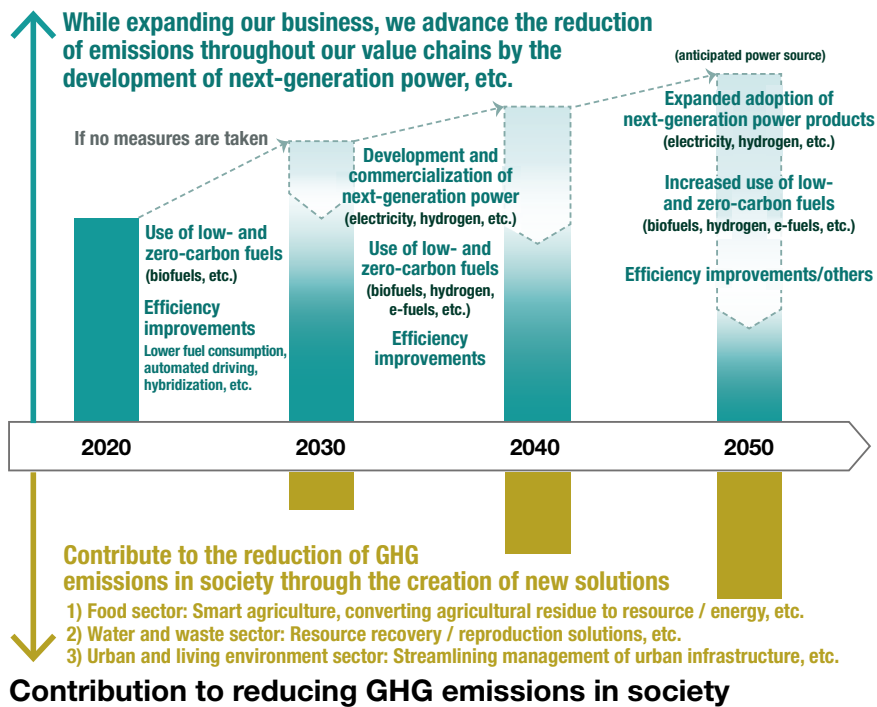 While expanding our business, we advance the reduction
of emissions throughout our value chains by the
development of next-generation power, etc.
(anticipated power source)
If no measures are taken
Use of low- and
zero-carbon fuels
(biofuels, etc.)
Efficiency
improvements
Lower fuel consumption,
automated driving,
hybridization, etc.
Development and
commercialization of
next-generation power
(electricity, hydrogen, etc.)
Use of low- and
zero-carbon fuels
(biofuels, hydrogen,
e-fuels, etc.)
Efficiency
improvements
Expanded adoption of
next-generation power products
(electricity, hydrogen, etc.)
Increased use of low-
and zero-carbon fuels
(biofuels, hydrogen, e-fuels, etc.)
Efficiency improvements/others
2020
2030
2040
2050
Contribute to the reduction of GHG
emissions in society through the creation of new solutions
1) Food sector: Smart agriculture, converting agricultural residue to resource / energy, etc.
2) Water and waste sector: Resource recovery / reproduction solutions, etc.
3) Urban and living environment sector: Streamlining management of urban infrastructure, etc.
Contribution to reducing GHG emissions in society